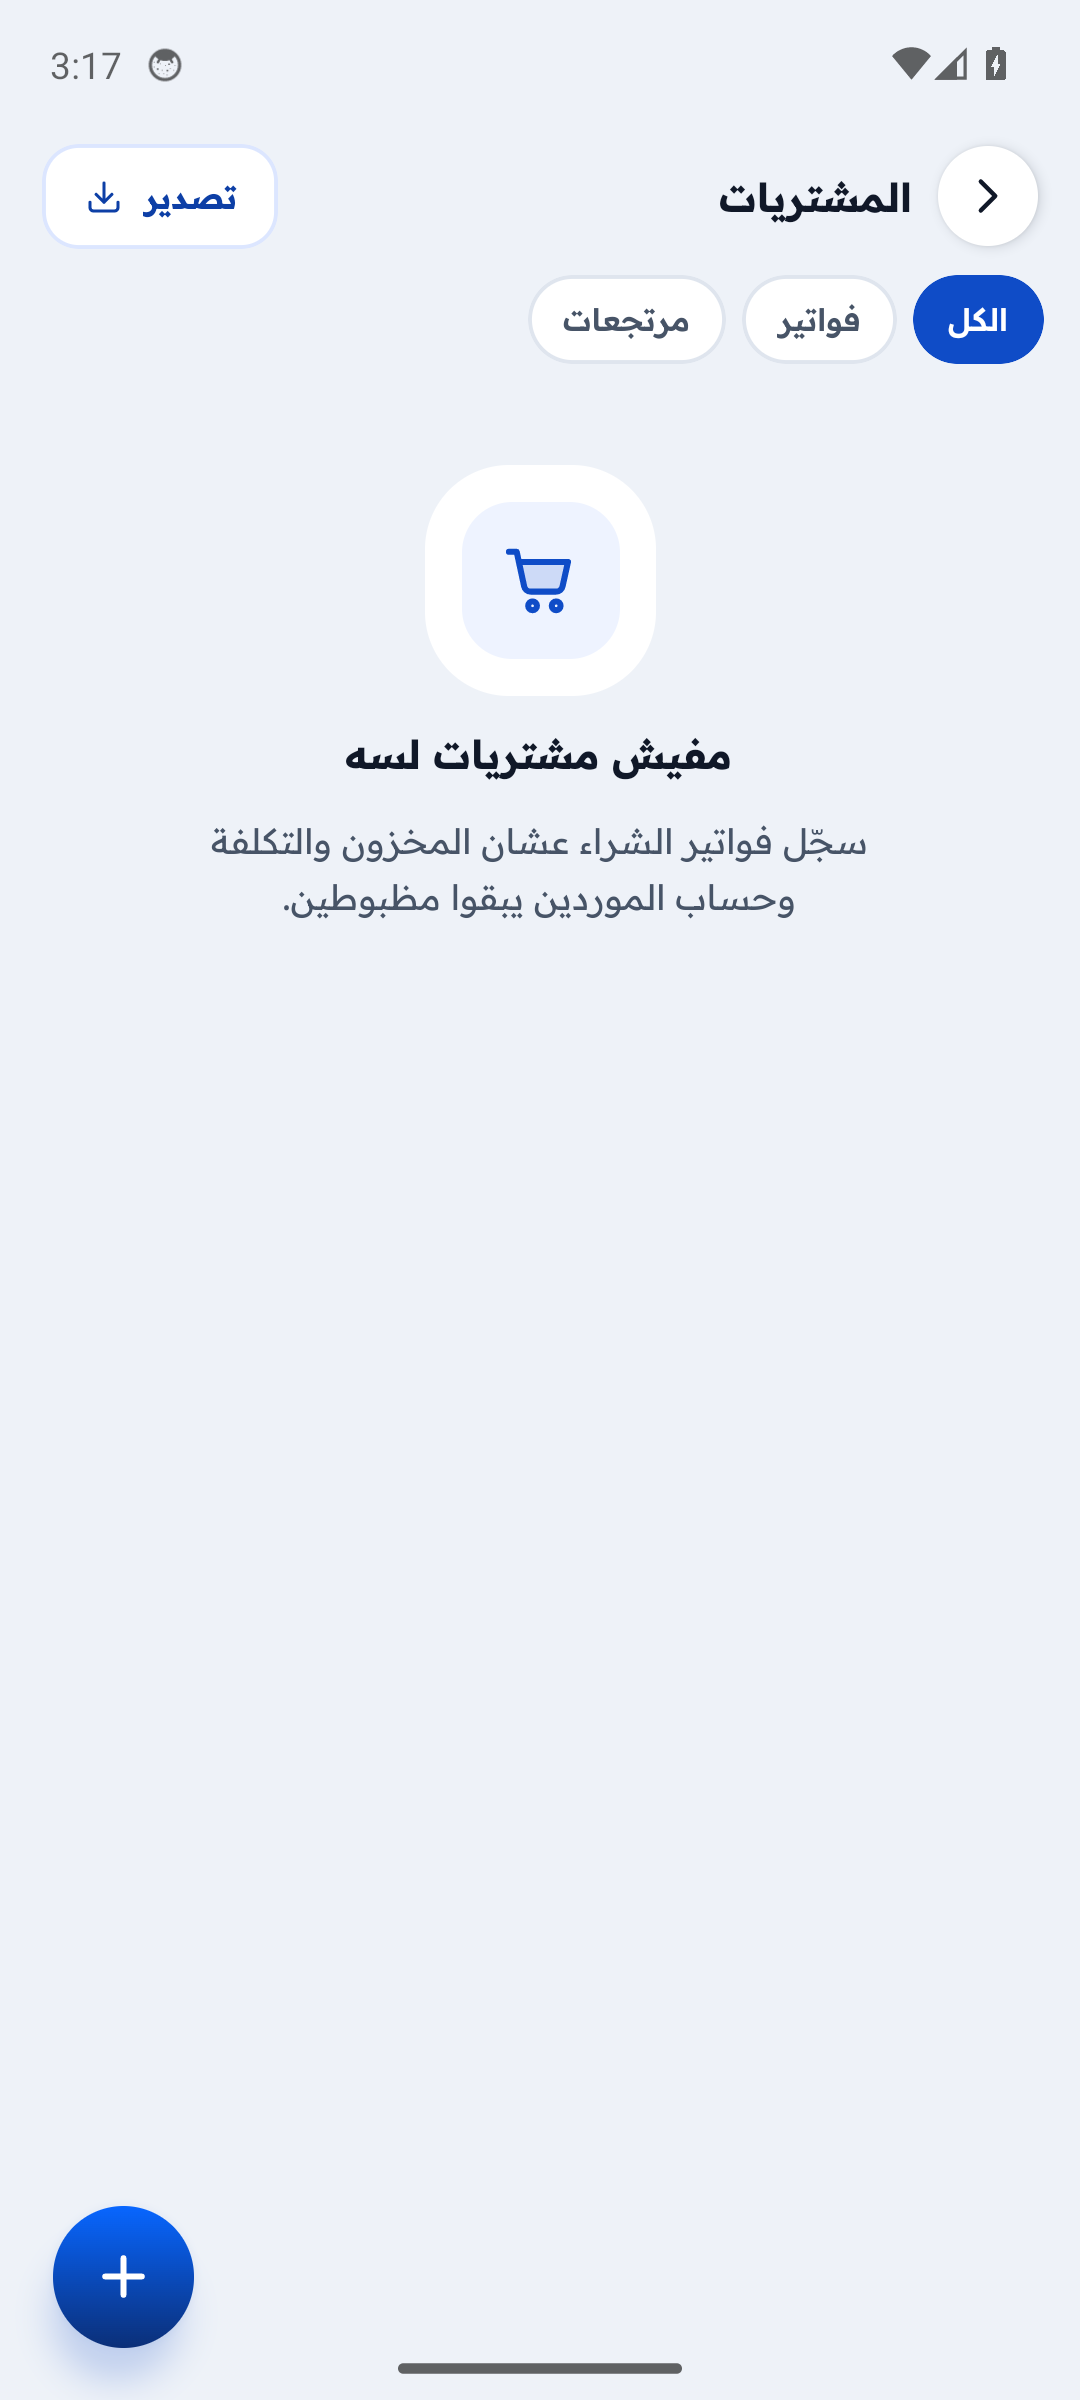 3:17
المشتريات
تصدير
الكل
فواتير
مرتجعات
مفيش مشتريات لسه
سجّل فواتير الشراء عشان المخزون والتكلفة
وحساب الموردين يبقوا مظبوطين.